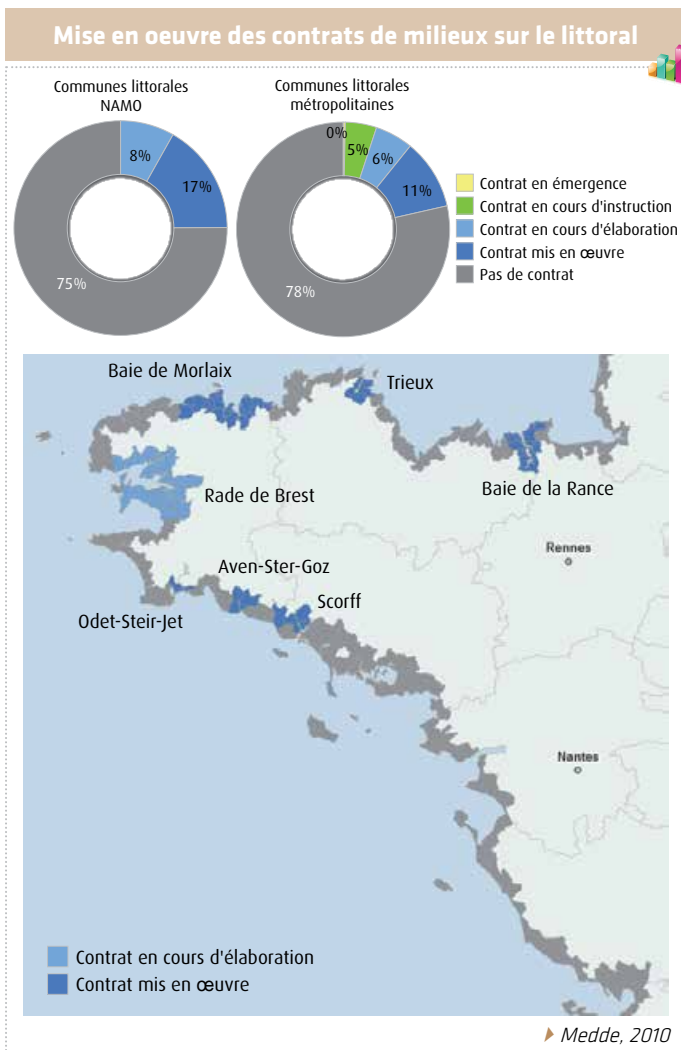 Mise en oeuvre des contrats de milieux sur le littoral
Communes littorales
NAMO
8%
17%
75%
Communes littorales
métropolitaines
0%
5%
6%
11%
78%
Contrat en émergence
Contrat en cours d'instruction
Contrat en cours d'élaboration
Contrat mis en œuvre
Pas de contrat
Baie de Morlaix
Trieux
Rade de Brest
Baie de la Rance
Rennes
Aven-Ster-Goz
Scorff
Odet-Steir-Jet
Nantes
Contrat en cours d'élaboration
Contrat mis en œuvre
Medde, 2010